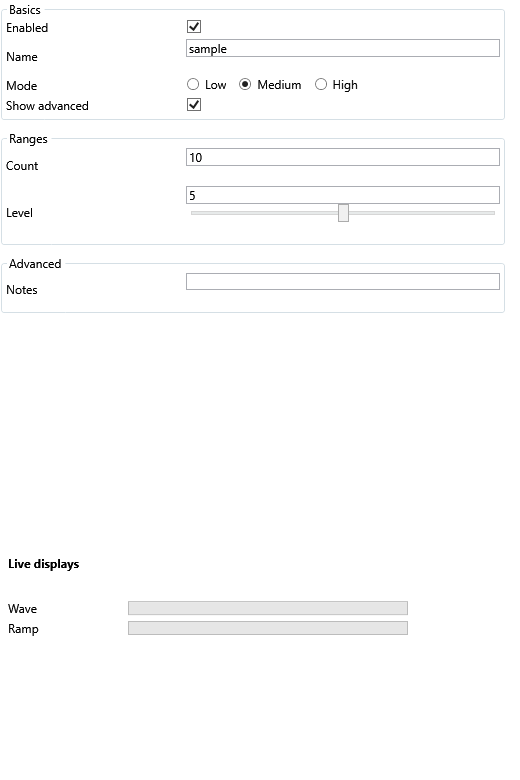 Basics
Enabled
Name sample
Mode Low Medium High
Show advanced
Ranges
Count 10
5
Level
Advanced
Notes
Live displays
Wave
Ramp